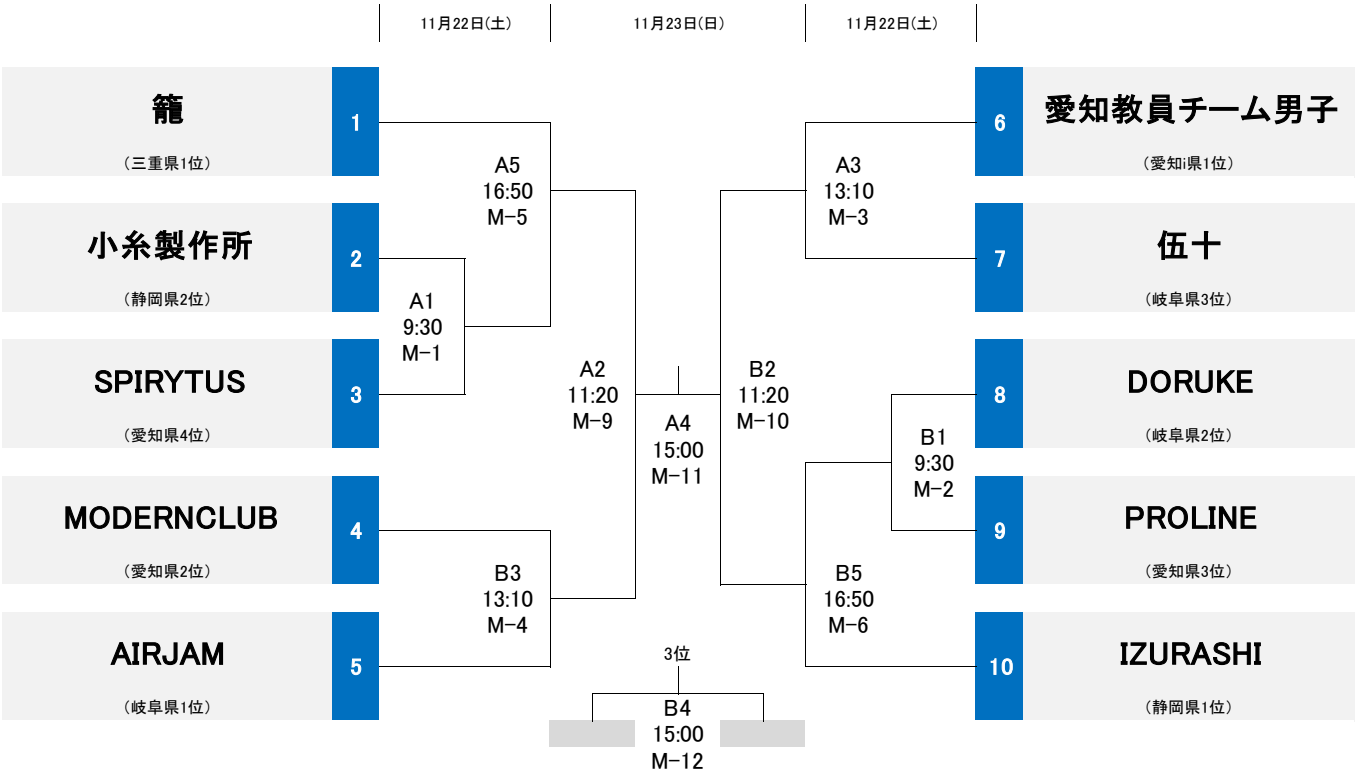 11月22日(土)
11月23日(日)
11月22日(土)
籠
1
（三重県1位）
小糸製作所
2
（静岡県2位）
SPIRYTUS
3
（愛知県4位）
MODERNCLUB
4
（愛知県2位）
AIRJAM
5
（岐阜県1位）
A5
16:50
M-5
A1
9:30
M-1
B3
13:10
M-4
A2
11:20
M-9
A4
15:00
M-11
B2
11:20
M-10
3位
B4
15:00
M-12
A3
13:10
M-3
B1
9:30
M-2
B5
16:50
M-6
6
愛知教員チーム男子
（愛知i県1位）
7
伍十
（岐阜県3位）
8
DORUKE
（岐阜県2位）
9
PROLINE
（愛知県3位）
10
IZURASHI
（静岡県1位）